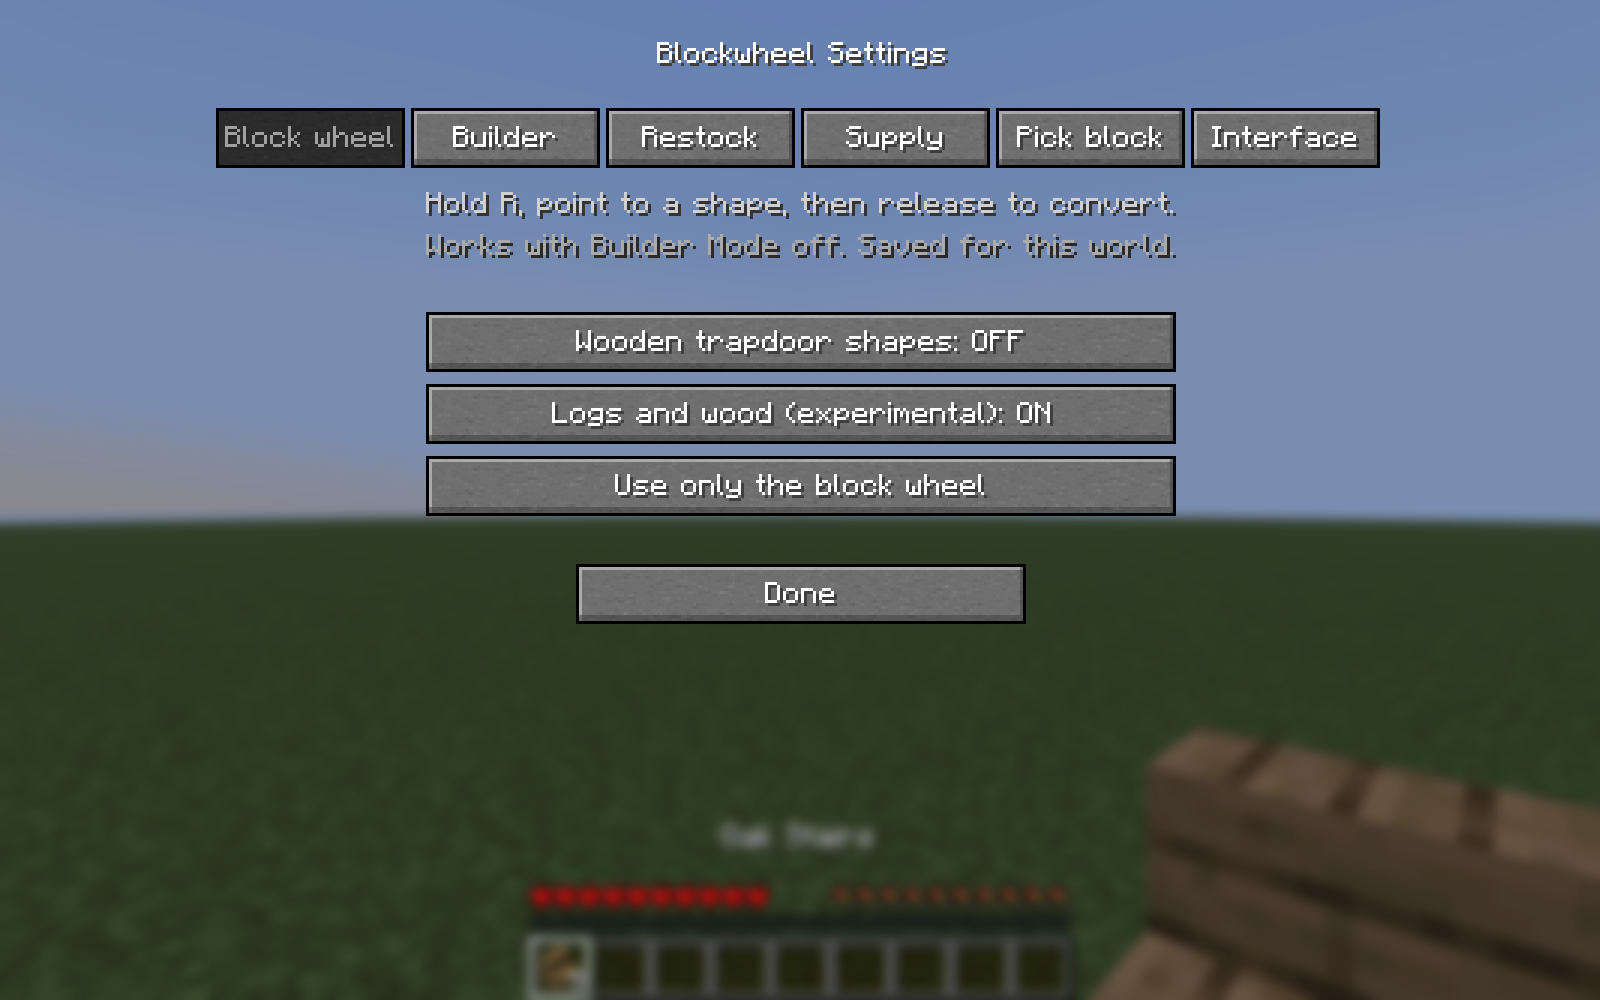 Blockwheel Settings
Block wheel Builder Restock Supply Pick block Interface
Hold R, point to a shape, then release to convert.
Works with Builder Mode off. Saved for this world.
Wooden trapdoor shapes: OFF
Logs and wood (experimental): ON
Use only the block wheel
Done
Oak Stairs